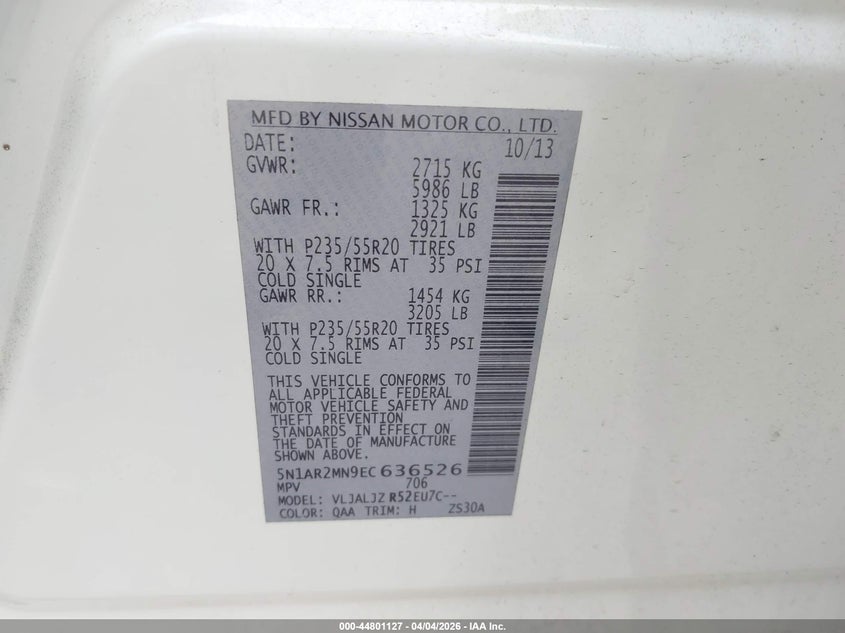 MFD BY NISSAN MOTOR CO., LTD.
DATE: 10/13
GVWR: 2715 KG
5986 LB
GAWR FR.: 1325 KG
2921 LB
WITH P235/55R20 TIRES
20 X 7.5 RIMS AT 35 PSI
COLD SINGLE
GAWR RR.: 1454 KG
3205 LB
WITH P235/55R20 TIRES
20 X 7.5 RIMS AT 35 PSI
COLD SINGLE
THIS VEHICLE CONFORMS TO
ALL APPLICABLE FEDERAL
MOTOR VEHICLE SAFETY AND
THEFT PREVENTION
STANDARDS IN EFFECT ON
THE DATE OF MANUFACTURE
SHOWN ABOVE.
5N1AR2MN9EC636526
MPV 706
MODEL: VLJALJZ R52EU7C--
COLOR: QAA TRIM: H ZS30A
000-44801127 - 04/04/2026 - IAA Inc.